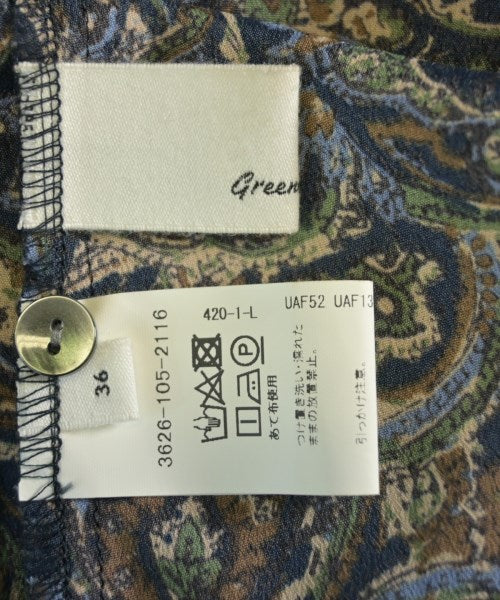 Green
420-1-L
UAF52 UAF13
3626-105-2116
あて布使用
つけ置き洗い・濡れた
ままの放置禁止。
引っかけ注意。
36